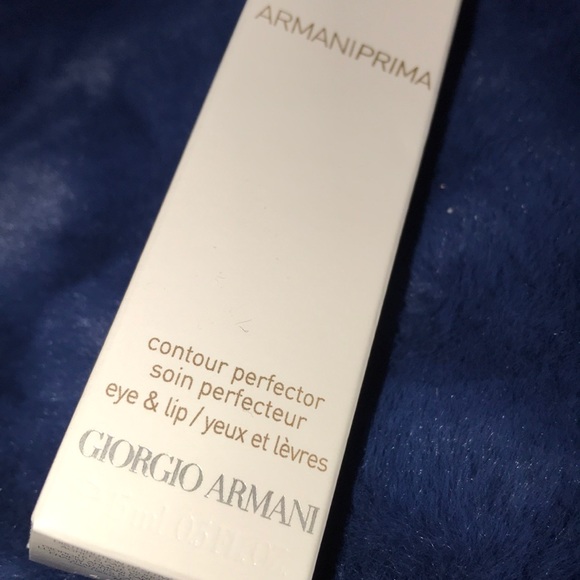 ARMANIPRIMA
contour perfector
soin perfecteur
eye & lip / yeux et lèvres
GIORGIO ARMANI